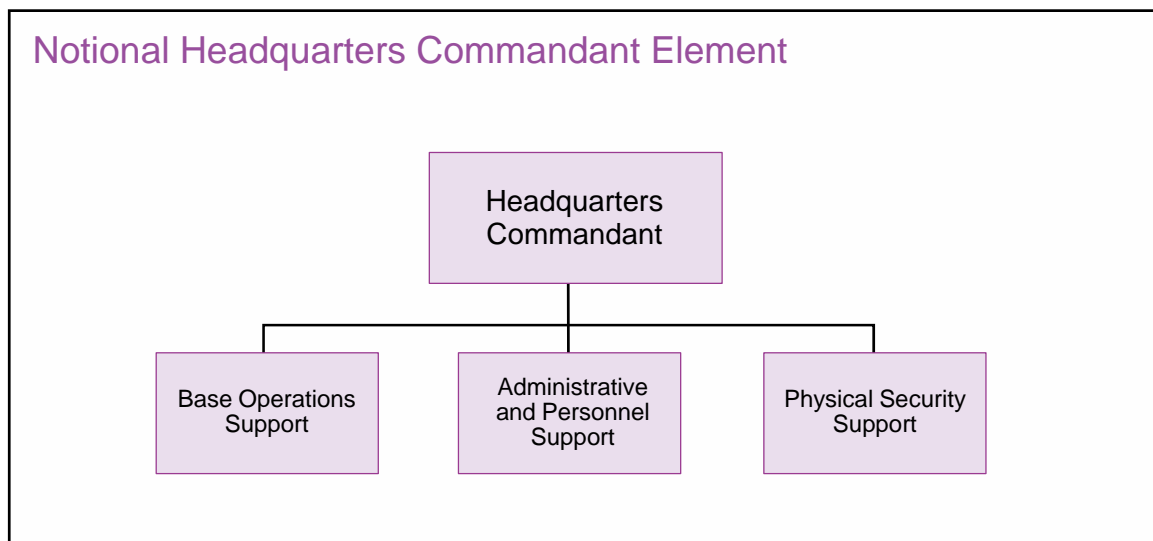 Notional Headquarters Commandant Element
Headquarters
Commandant
Base Operations
Support
Administrative
and Personnel
Support
Physical Security
Support